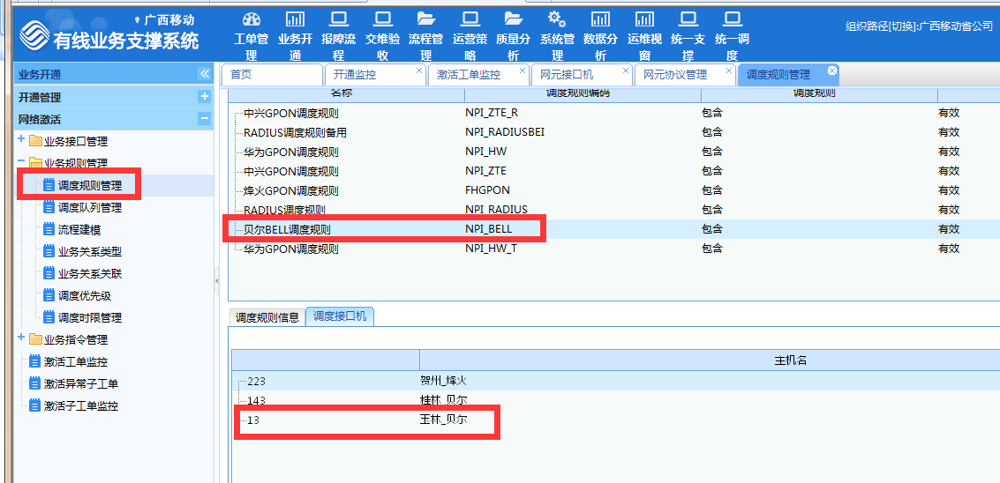 广西移动
有线业务支撑系统
工单管理
业务开通
报障流程
交维验收
流程管理
运营策略
质量分析
系统管理
数据分析
运维视窗
统一支撑
统一调度
组织路径[切换]:广西移动省公司
业务开通
开通管理
网络激活
业务接口管理
业务规则管理
调度规则管理
调度队列管理
流程建模
业务关系类型
业务关系关联
调度优先级
调度时限管理
业务指令管理
激活工单监控
激活异常子工单
激活子工单监控
首页 开通监控 激活工单监控 网元接口机 网元协议管理 调度规则管理
名称 调度规则编码 调度规则
中兴GPON调度规则 NPI_ZTE_R 包含 有效
RADIUS调度规则备用 NPI_RADIUSBEI 包含 有效
华为GPON调度规则 NPI_HW 包含 有效
中兴GPON调度规则 NPI_ZTE 包含 有效
烽火GPON调度规则 FHGPON 包含 有效
RADIUS调度规则 NPI_RADIUS 包含 有效
贝尔BELL调度规则 NPI_BELL 包含 有效
华为GPON调度规则 NPI_HW_T 包含 有效
调度规则信息 调度接口机
主机名
223 贺州_烽火
143 桂林_贝尔
13 玉林_贝尔